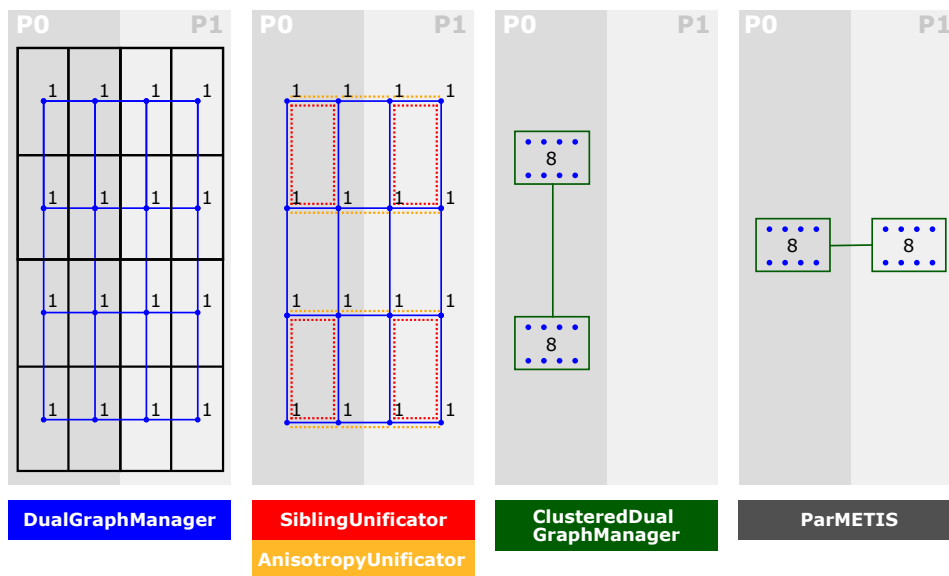 P0 P1 P0 P1 P0 P1 P0 P1
1 1 1 1 1 1 1 1
8
1 1 1 1 1 1 1 1
8 8
1 1 1 1 1 1 1 1
8
1 1 1 1 1 1 1 1
DualGraphManager
SiblingUnificator
AnisotropyUnificator
ClusteredDual
GraphManager
ParMETIS